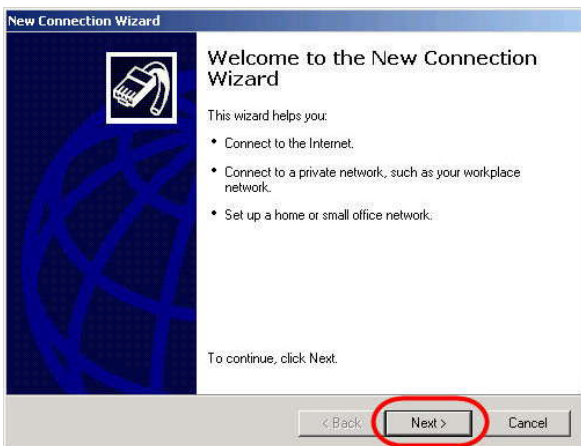 New Connection Wizard
Welcome to the New Connection
Wizard
This wizard helps you:
• Connect to the Internet.
• Connect to a private network, such as your workplace
network.
• Set up a home or small office network.
To continue, click Next.
< Back
Next >
Cancel